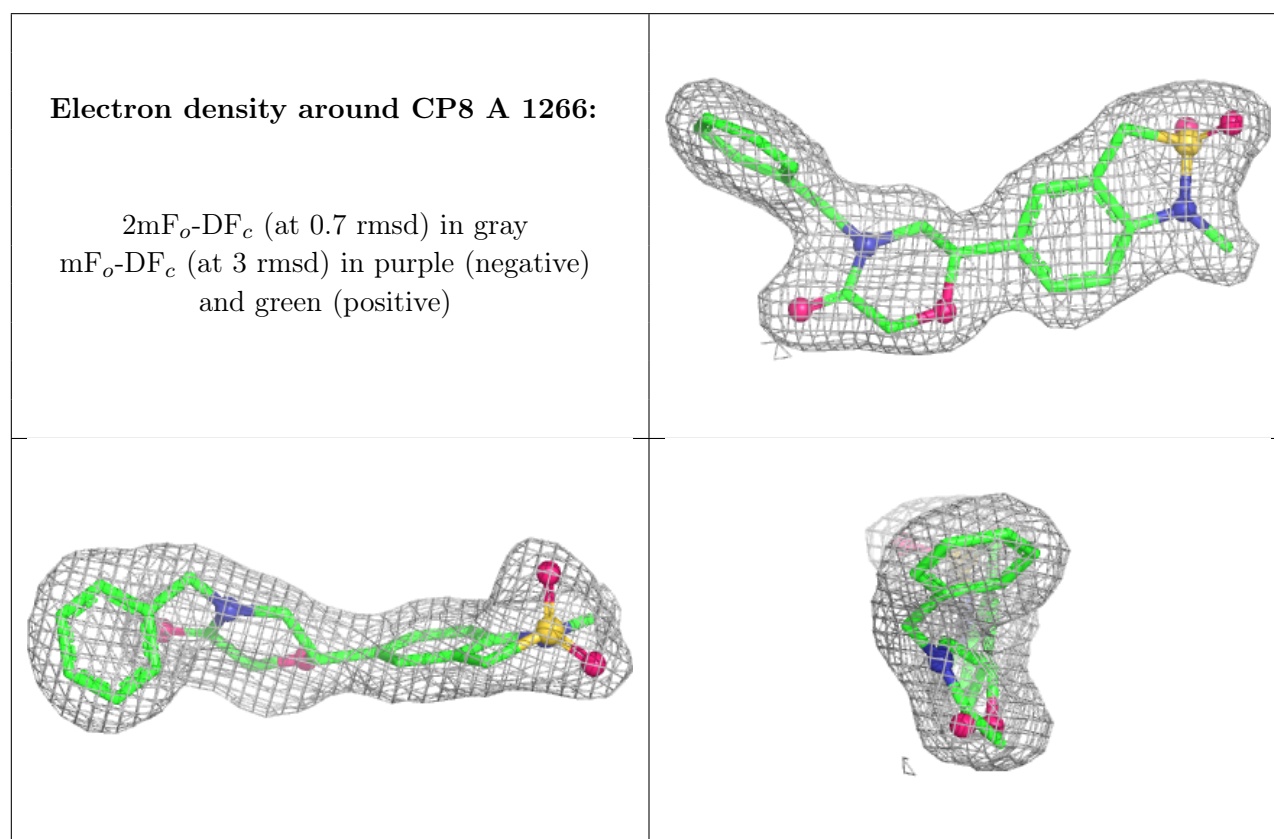 Electron density around CP8 A 1266:
2mFo-DFc (at 0.7 rmsd) in gray
mFo-DFc (at 3 rmsd) in purple (negative)
and green (positive)